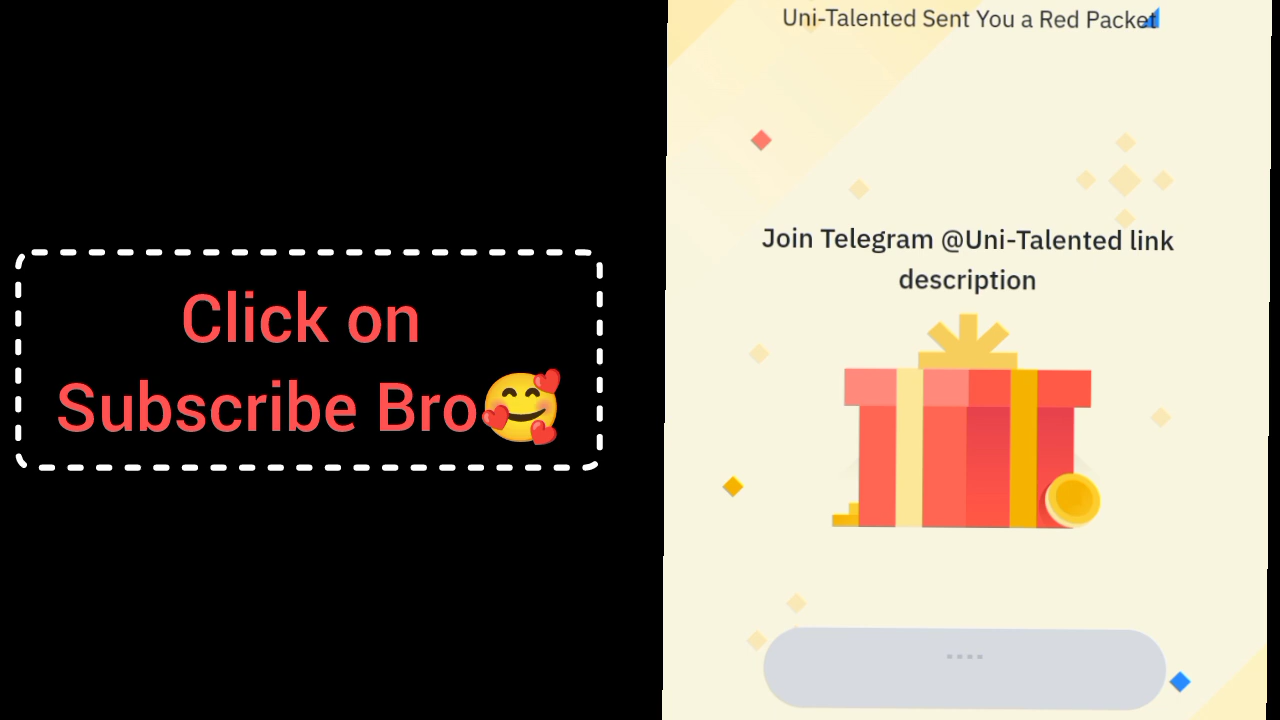 Click on
Subscribe Bro🥰
Uni-Talented Sent You a Red Packet
Join Telegram @Uni-Talented link
description